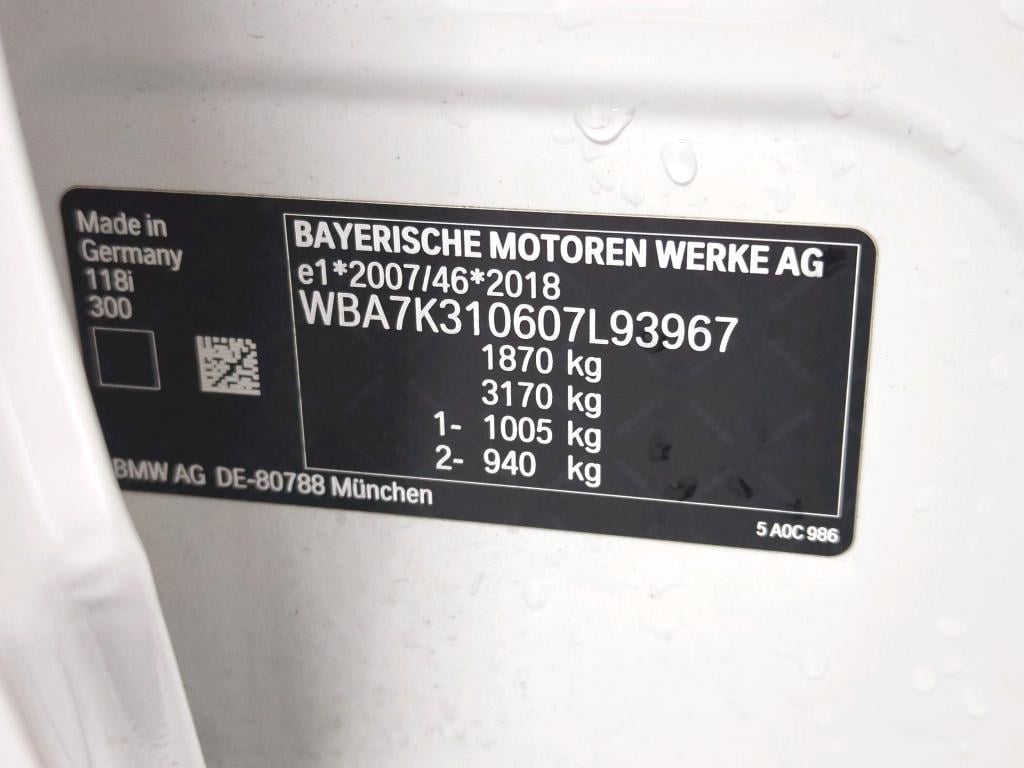 Made in
Germany
118i
300
BAYERISCHE MOTOREN WERKE AG
e1*2007/46*2018
WBA7K310607L93967
1870 kg
3170 kg
1- 1005 kg
2- 940 kg
BMW AG DE-80788 München
5 A0C 986